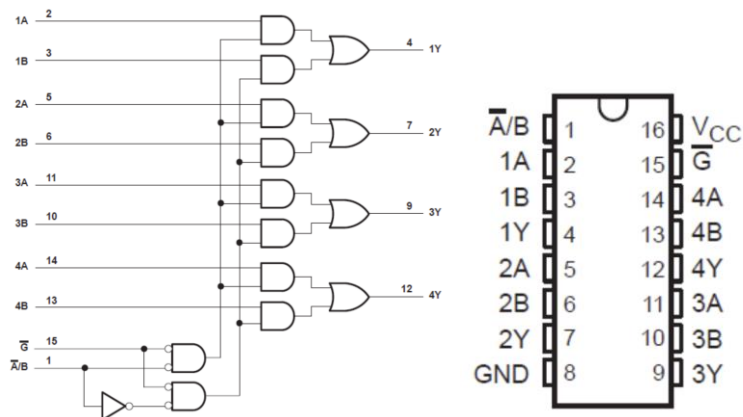 1A 2
4 1Y
1B 3
2A 5
7 2Y
2B 6
3A 11
9 3Y
3B 10
4A 14
12 4Y
4B 13
G̅ 15
A̅/B 1
A̅/B 1 16 VCC
1A 2 15 G̅
1B 3 14 4A
1Y 4 13 4B
2A 5 12 4Y
2B 6 11 3A
2Y 7 10 3B
GND 8 9 3Y